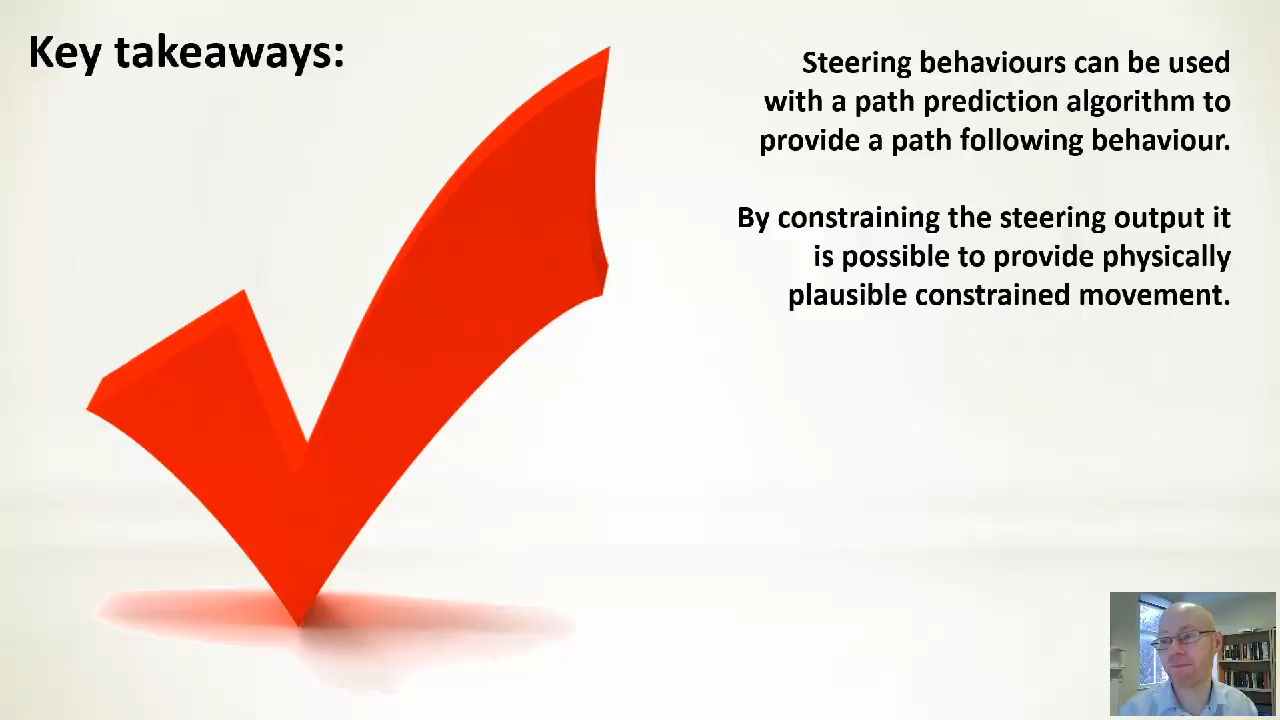 Key takeaways:
Steering behaviours can be used
with a path prediction algorithm to
provide a path following behaviour.
By constraining the steering output it
is possible to provide physically
plausible constrained movement.